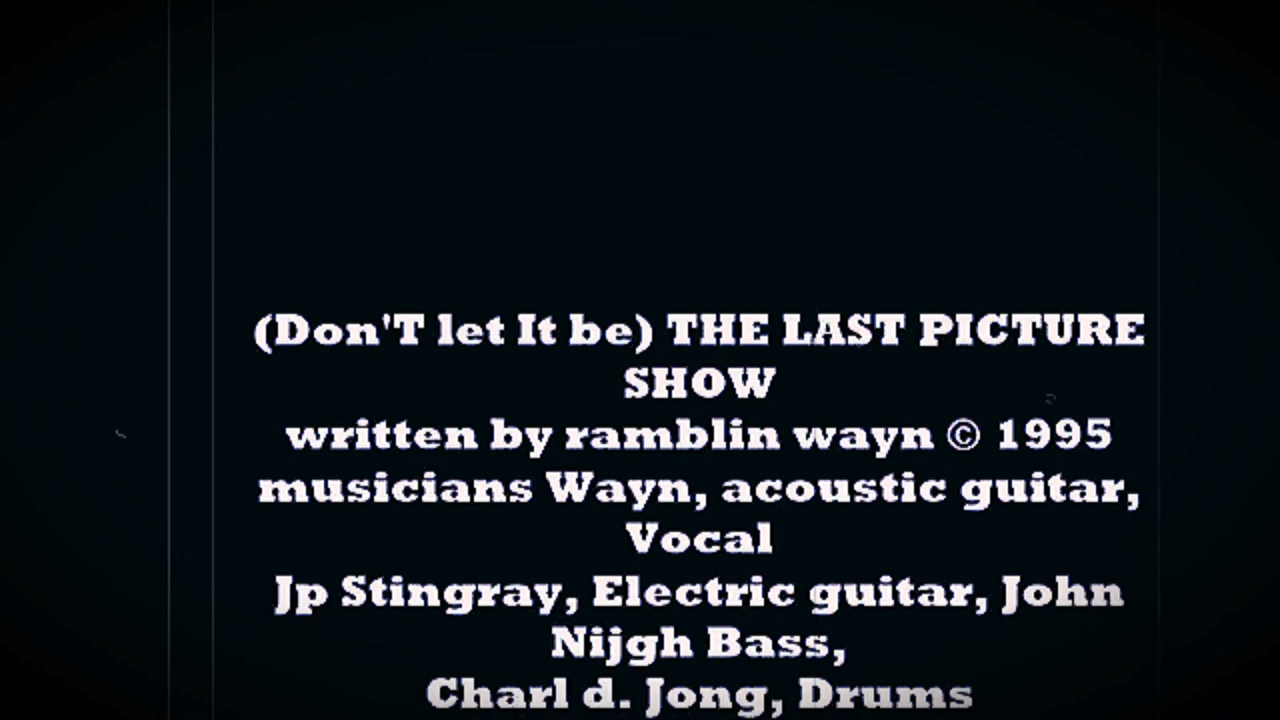 (Don'T let It be) THE LAST PICTURE
SHOW
written by ramblin wayn © 1995
musicians Wayn, acoustic guitar,
Vocal
Jp Stingray, Electric guitar, John
Nijgh Bass,
Charl d. Jong, Drums